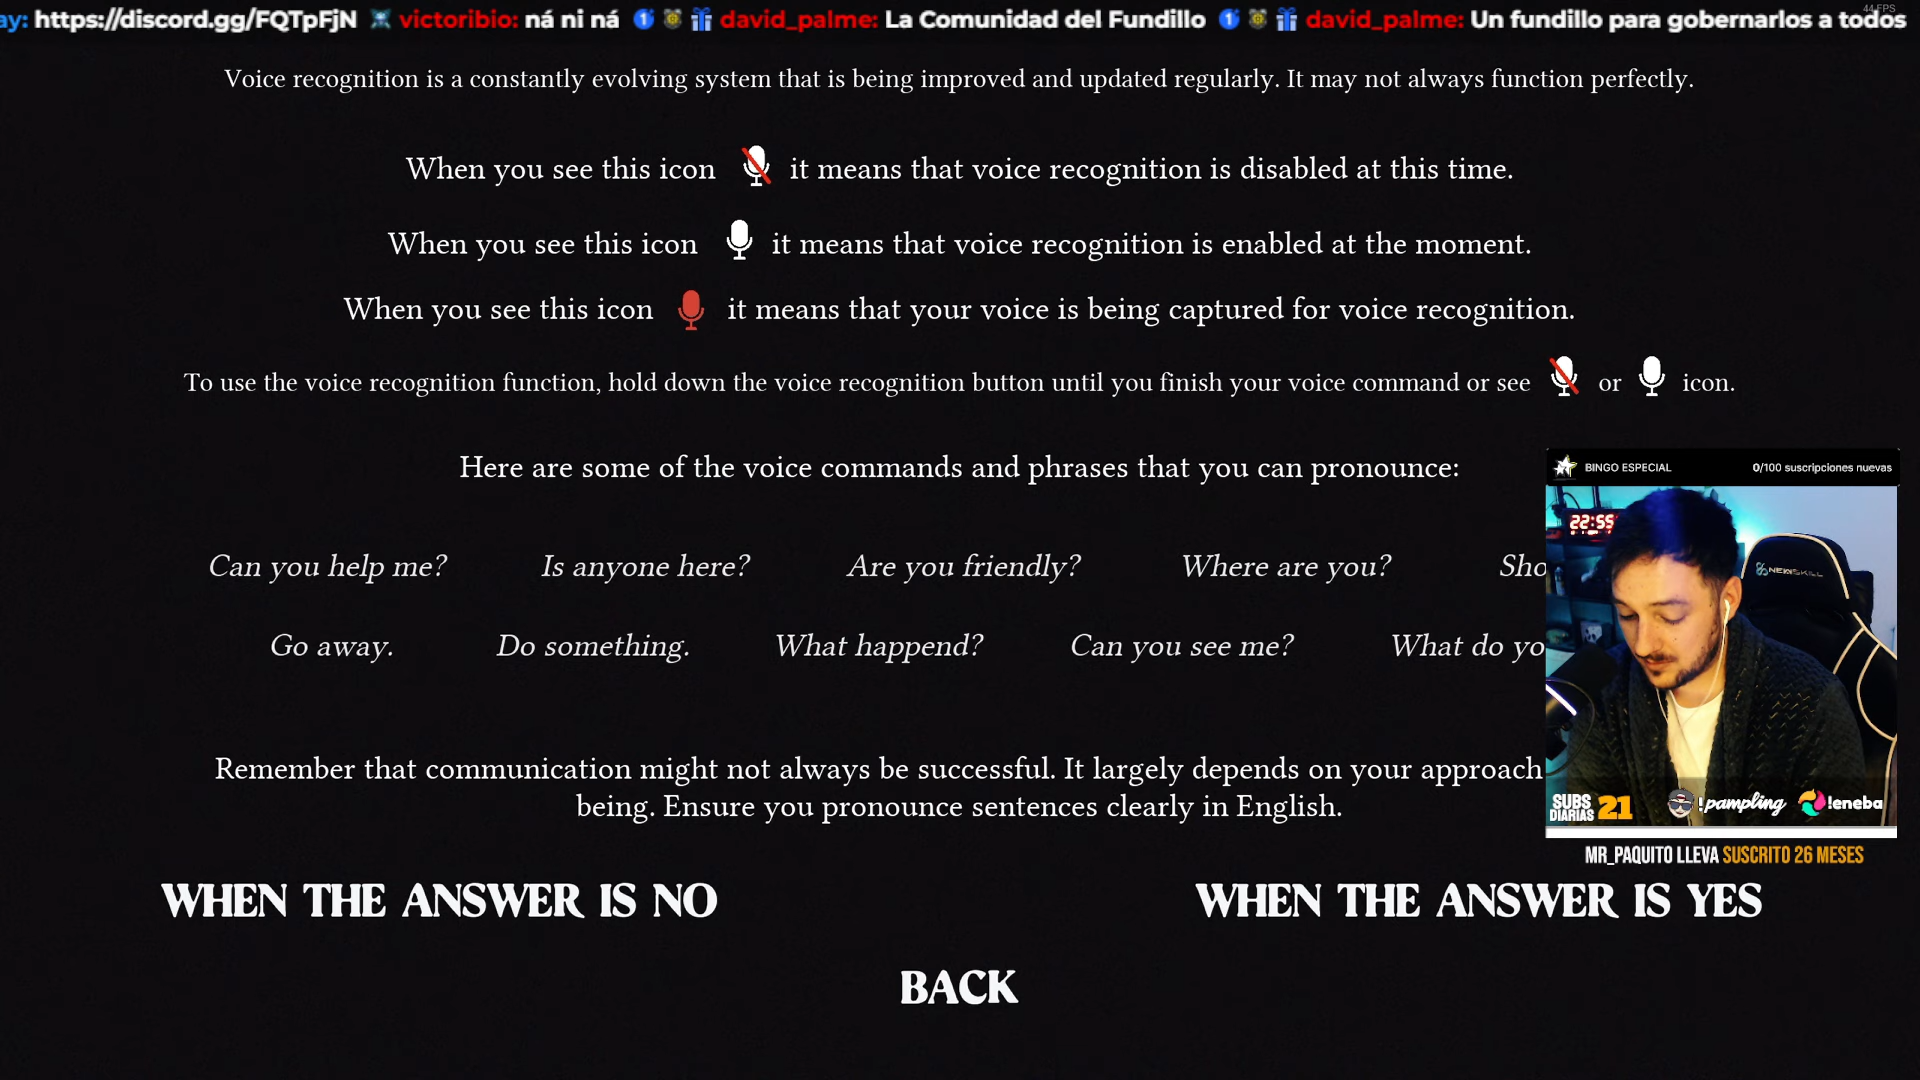 ay: https://discord.gg/FQTpFjN victoribio: ná ni ná david_palme: La Comunidad del Fundillo david_palme: Un fundillo para gobernarlos a todos
44 FPS
Voice recognition is a constantly evolving system that is being improved and updated regularly. It may not always function perfectly.
When you see this icon it means that voice recognition is disabled at this time.
When you see this icon it means that voice recognition is enabled at the moment.
When you see this icon it means that your voice is being captured for voice recognition.
To use the voice recognition function, hold down the voice recognition button until you finish your voice command or see or icon.
Here are some of the voice commands and phrases that you can pronounce:
BINGO ESPECIAL 0/100 suscripciones nuevas
22:55
NEWSKILL
Can you help me? Is anyone here? Are you friendly? Where are you? Sho
Go away. Do something. What happend? Can you see me? What do yo
Remember that communication might not always be successful. It largely depends on your approach
being. Ensure you pronounce sentences clearly in English.
SUBS DIARIAS 21 !pampling !eneba
MR_PAQUITO LLEVA SUSCRITO 26 MESES
WHEN THE ANSWER IS NO
WHEN THE ANSWER IS YES
BACK